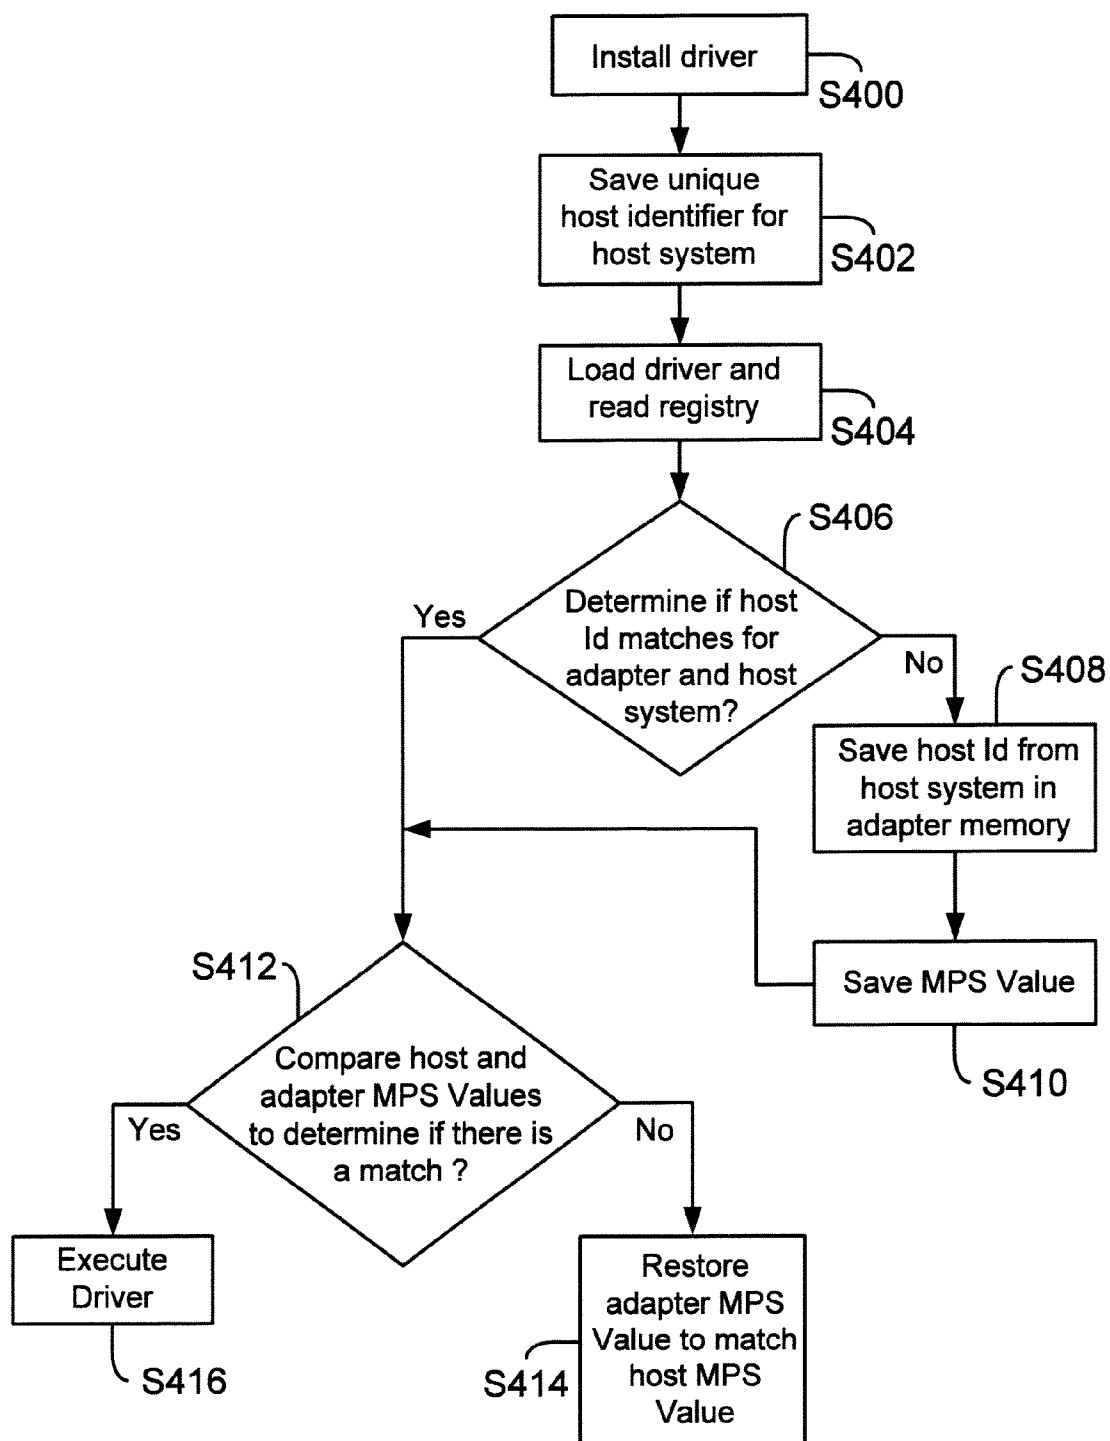 Install driver
S400
Save unique
host identifier for
host system
S402
Load driver and
read registry
S404
S406
Determine if host
Id matches for
adapter and host
system?
Yes
No
S408
Save host Id from
host system in
adapter memory
Save MPS Value
S410
S412
Compare host and
adapter MPS Values
to determine if there is
a match ?
Yes
No
Execute
Driver
S416
Restore
adapter MPS
Value to match
host MPS
Value
S414